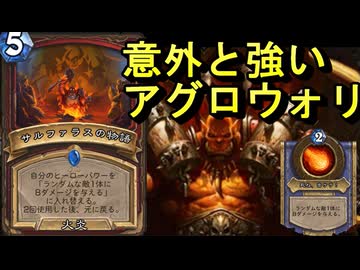 5
意外と強い
アグロウォリ
サルファラスの物語
自分のヒーローパワーを
「ランダムな敵1体に
8ダメージを与える」
に入れ替える。
2回使用した後、元に戻る。
火炎
2
ランダムな敵1体に
8ダメージを与える。